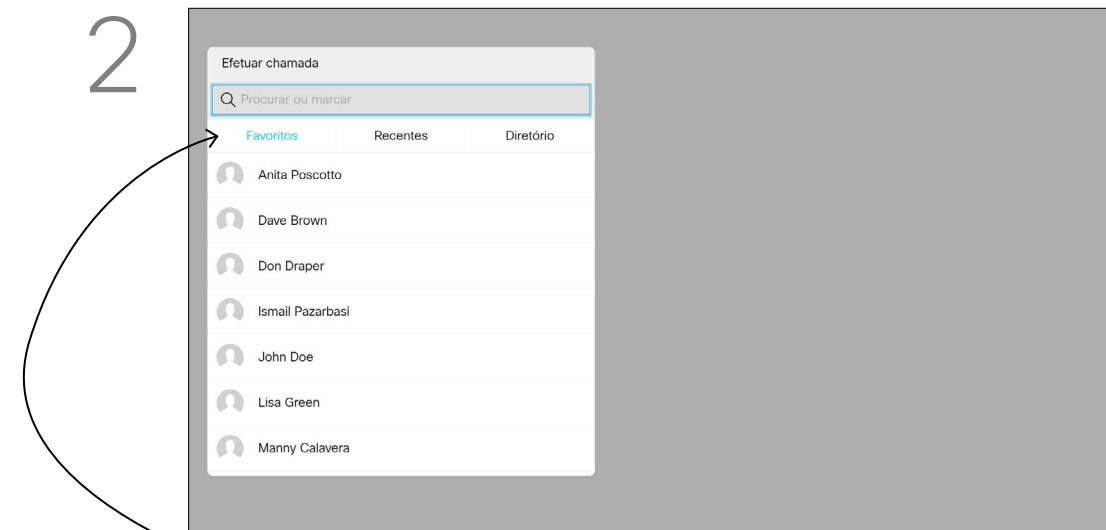 2
Efetuar chamada
Procurar ou marcar
Favoritos Recentes Diretório
Anita Poscotto
Dave Brown
Don Draper
Ismail Pazarbasi
John Doe
Lisa Green
Manny Calavera